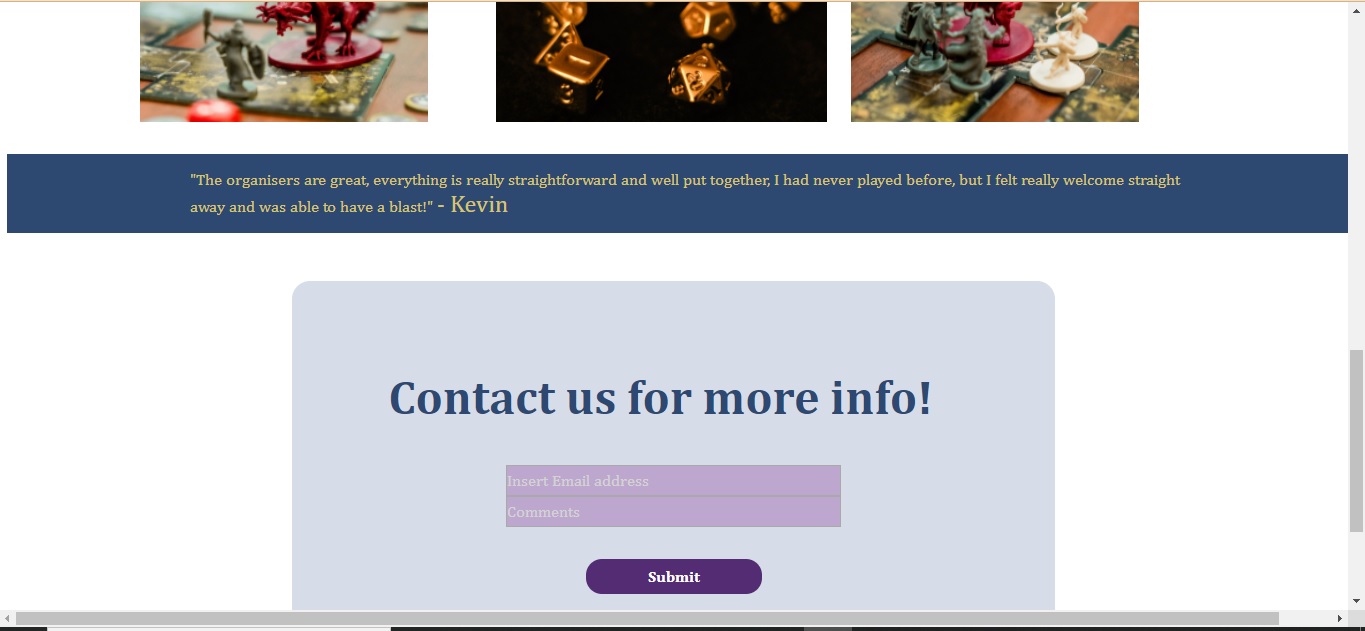 "The organisers are great, everything is really straightforward and well put together, I had never played before, but I felt really welcome straight
away and was able to have a blast!" - Kevin
Contact us for more info!
Insert Email address
Comments
Submit